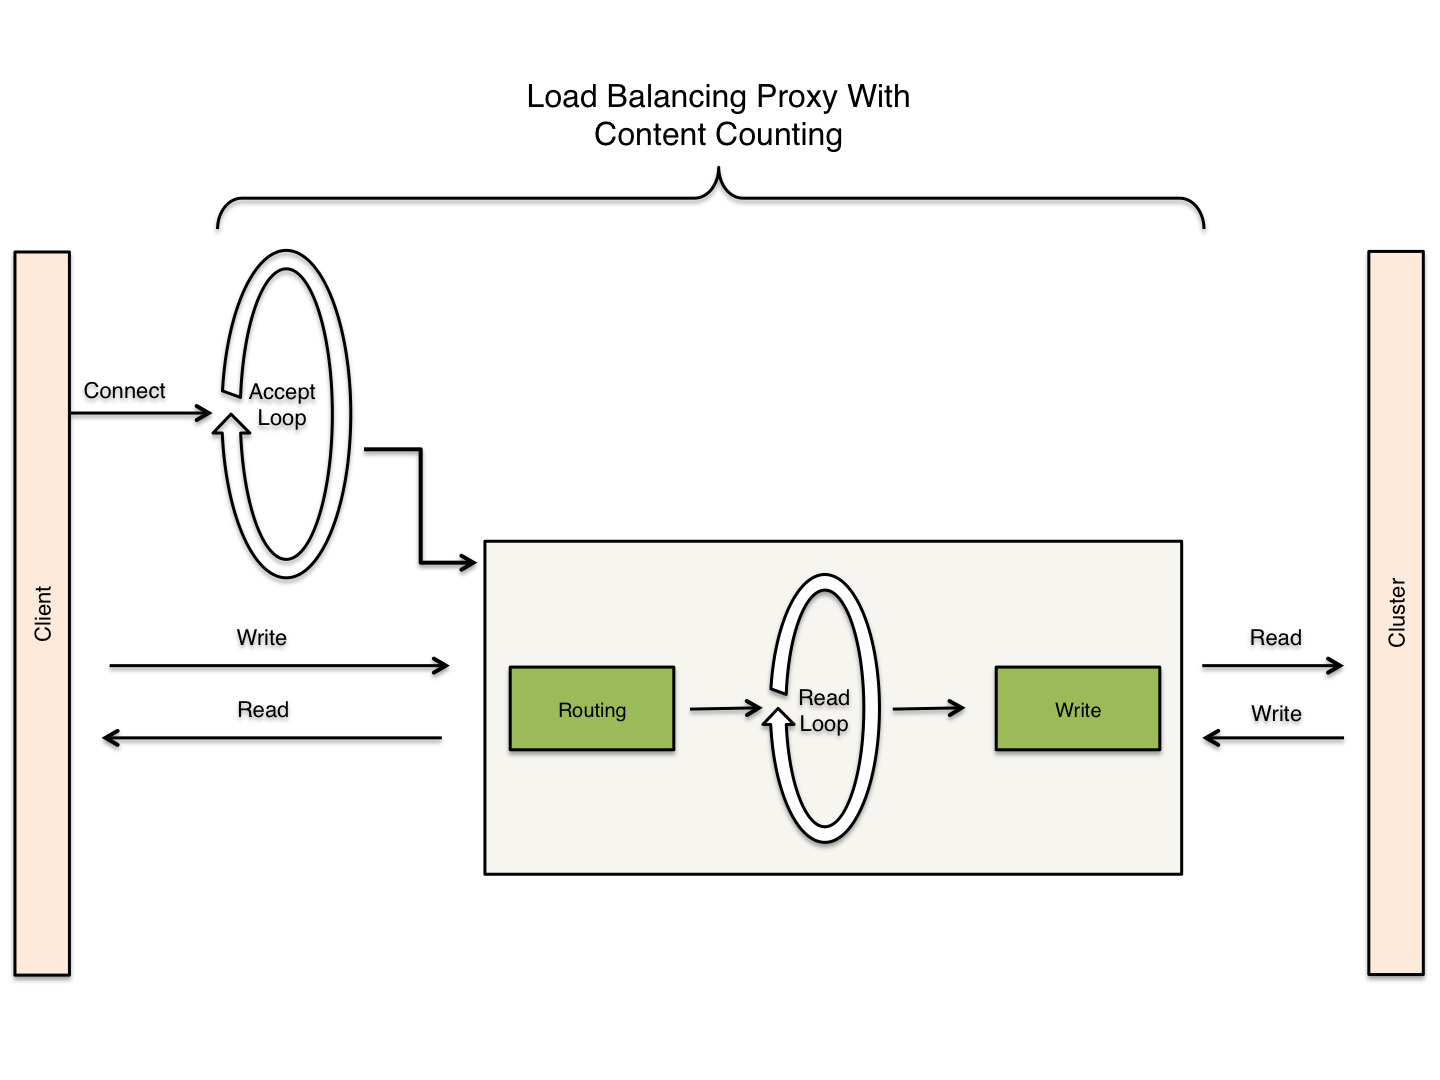 Load Balancing Proxy With
Content Counting
Connect
Accept
Loop
Client
Write
Read
Routing
Read
Loop
Write
Read
Write
Cluster